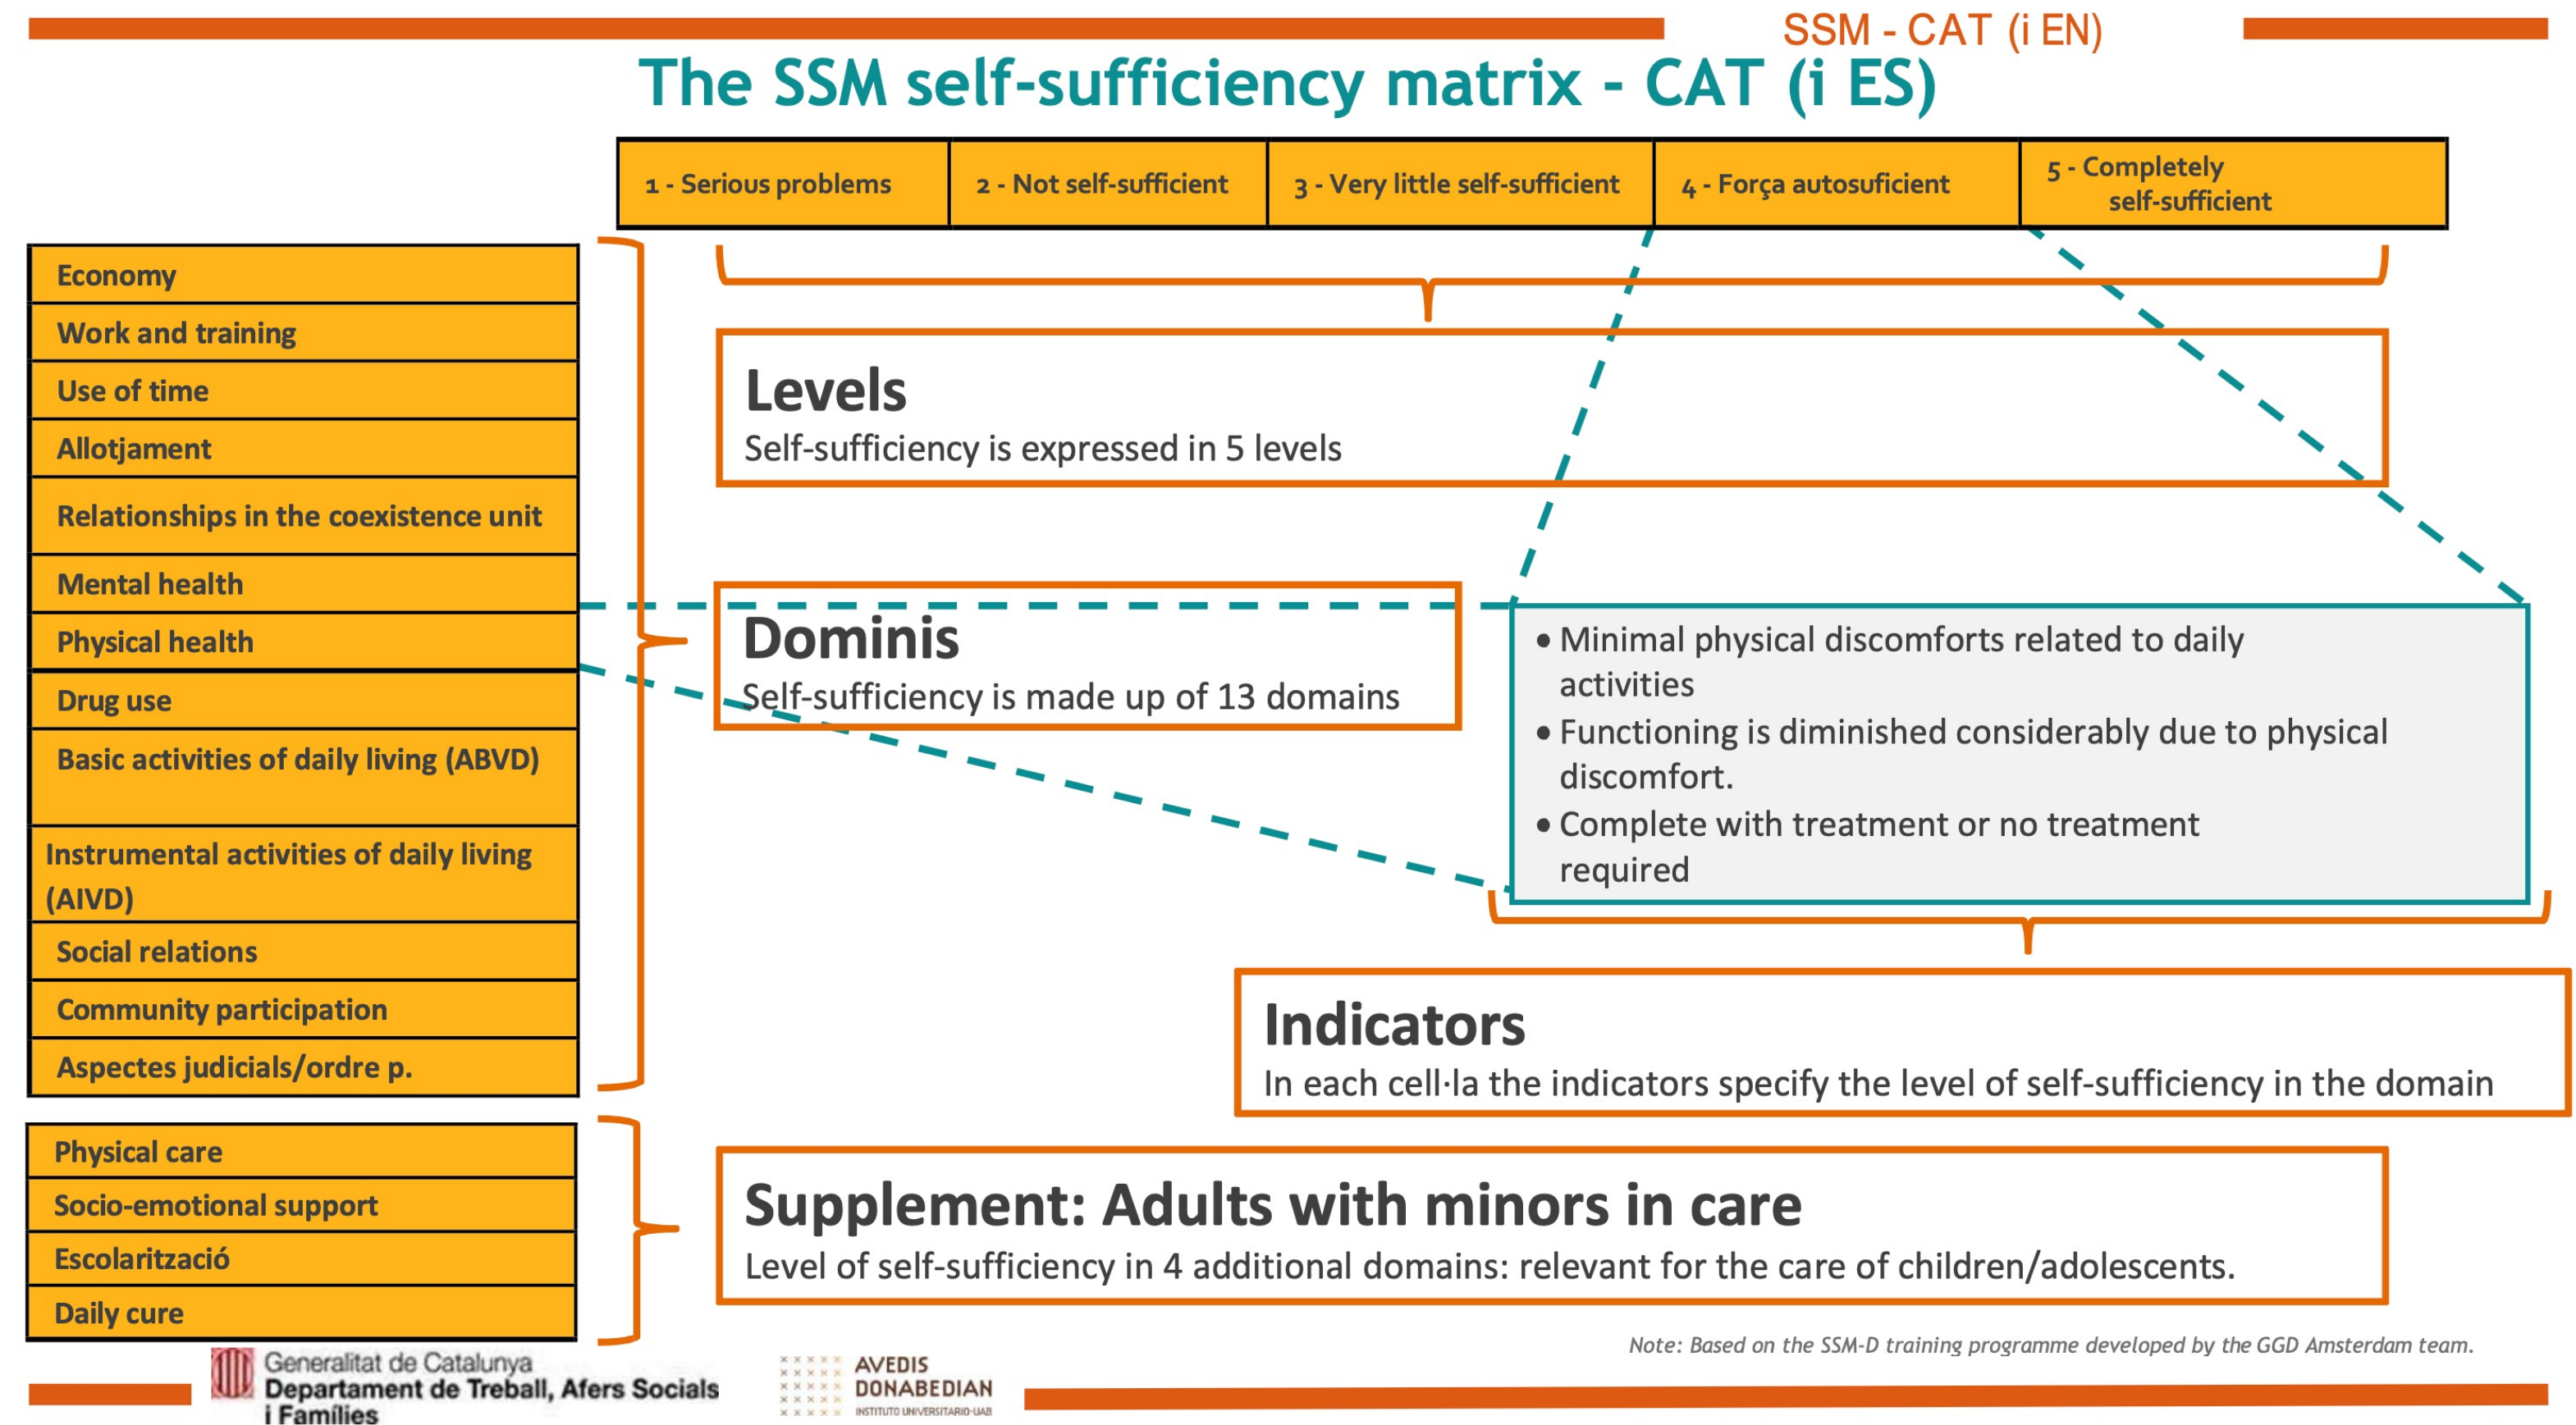 SSM - CAT (i EN)
The SSM self-sufficiency matrix - CAT (i ES)
1 - Serious problems
2 - Not self-sufficient
3 - Very little self-sufficient
4 - Força autosuficient
5 - Completely
self-sufficient
Economy
Work and training
Use of time
Allotjament
Relationships in the coexistence unit
Mental health
Physical health
Drug use
Basic activities of daily living (ABVD)
Instrumental activities of daily living
(AIVD)
Social relations
Community participation
Aspectes judicials/ordre p.
Levels
Self-sufficiency is expressed in 5 levels
Dominis
Self-sufficiency is made up of 13 domains
• Minimal physical discomforts related to daily
activities
• Functioning is diminished considerably due to physical
discomfort.
• Complete with treatment or no treatment
required
Indicators
In each cell·la the indicators specify the level of self-sufficiency in the domain
Physical care
Socio-emotional support
Escolarització
Daily cure
Supplement: Adults with minors in care
Level of self-sufficiency in 4 additional domains: relevant for the care of children/adolescents.
Note: Based on the SSM-D training programme developed by the GGD Amsterdam team.
Generalitat de Catalunya
Departament de Treball, Afers Socials
i Famílies
AVEDIS
DONABEDIAN
INSTITUTO UNIVERSITARIO-UAB